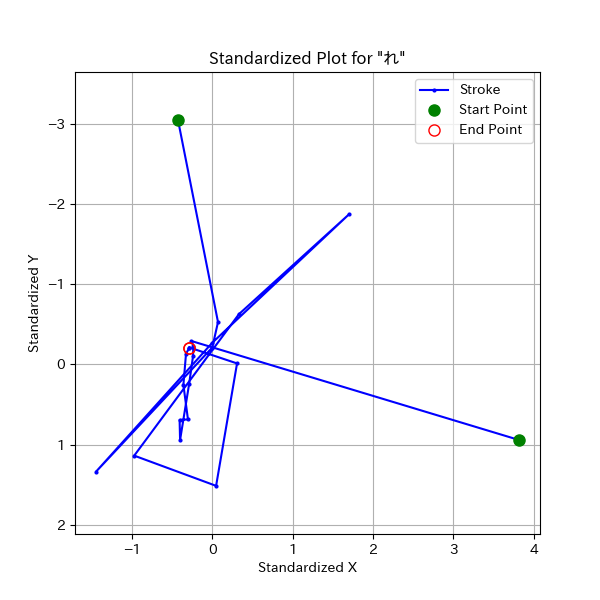 Standardized Plot for "れ"
Stroke
Start Point
End Point
−3
−2
−1
0
1
2
Standardized Y
−1
0
1
2
3
4
Standardized X